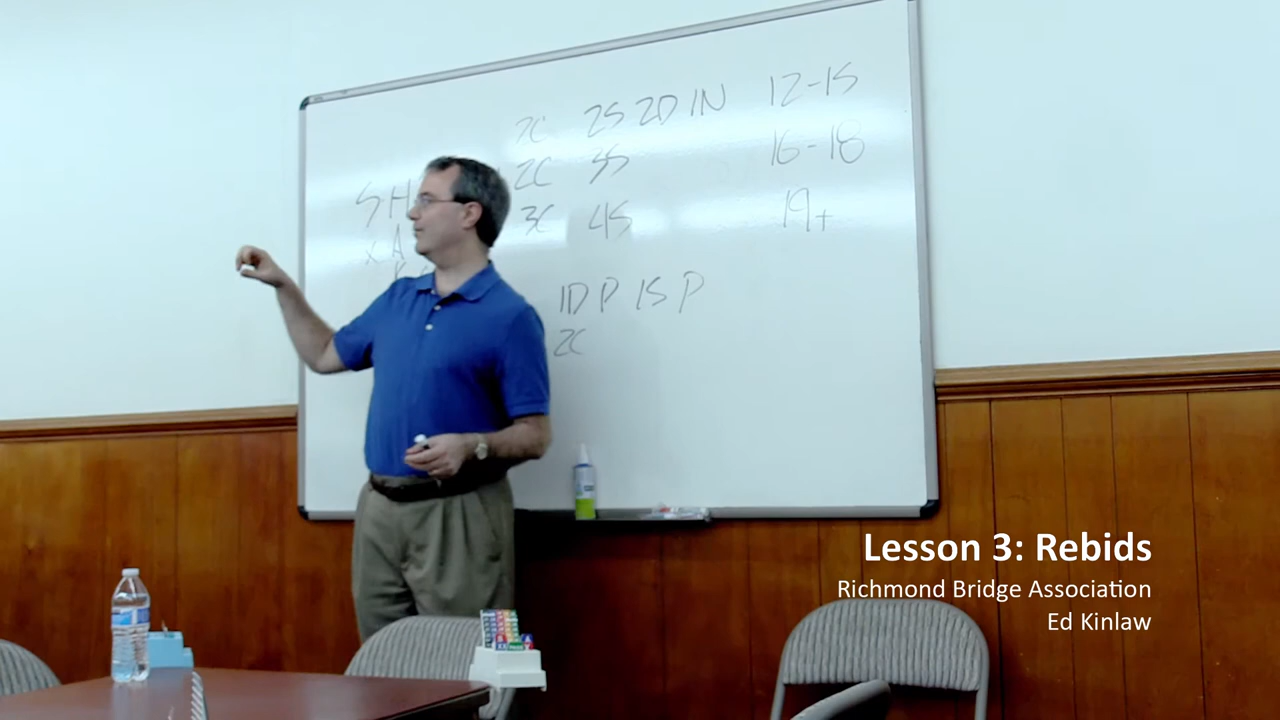 2C 2S 2D 1N 12-15
2C 3S 16-18
3C 4S 19+
S H
x A
K
1D P 1S P
2C
Lesson 3: Rebids
Richmond Bridge Association
Ed Kinlaw